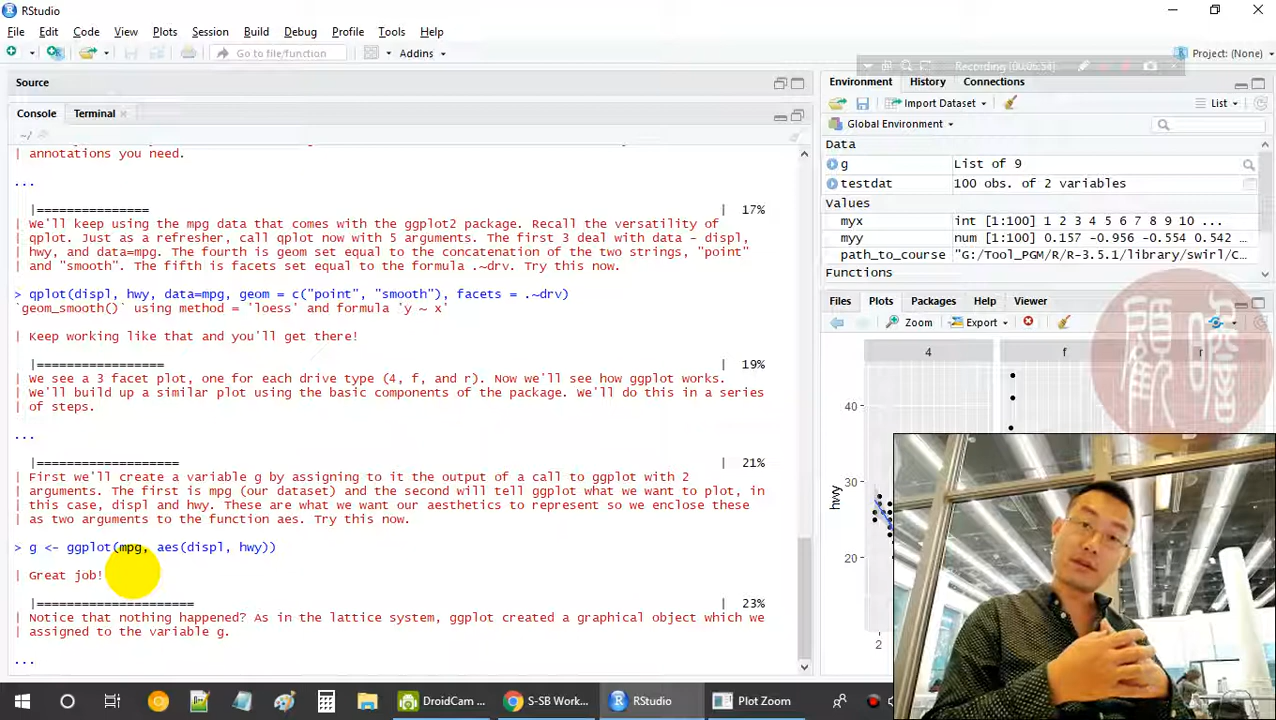 RStudio
File Edit Code View Plots Session Build Debug Profile Tools Help
Go to file/function Addins Project: (None)
Recording [00:05:58]
Source
Console Terminal
~/
annotations you need.
...
|=============== | 17%
| We'll keep using the mpg data that comes with the ggplot2 package. Recall the versatility of
| qplot. Just as a refresher, call qplot now with 5 arguments. The first 3 deal with data - displ,
| hwy, and data=mpg. The fourth is geom set equal to the concatenation of the two strings, "point"
| and "smooth". The fifth is facets set equal to the formula .~drv. Try this now.
> qplot(displ, hwy, data=mpg, geom = c("point", "smooth"), facets = .~drv)
`geom_smooth()` using method = 'loess' and formula 'y ~ x'
| Keep working like that and you'll get there!
|================= | 19%
| We see a 3 facet plot, one for each drive type (4, f, and r). Now we'll see how ggplot works.
| We'll build up a similar plot using the basic components of the package. We'll do this in a series
| of steps.
...
|=================== | 21%
| First we'll create a variable g by assigning to it the output of a call to ggplot with 2
| arguments. The first is mpg (our dataset) and the second will tell ggplot what we want to plot, in
| this case, displ and hwy. These are what we want our aesthetics to represent so we enclose these
| as two arguments to the function aes. Try this now.
> g <- ggplot(mpg, aes(displ, hwy))
| Great job!
|===================== | 23%
| Notice that nothing happened? As in the lattice system, ggplot created a graphical object which we
| assigned to the variable g.
...
Environment History Connections
Import Dataset List
Global Environment
Data
g List of 9
testdat 100 obs. of 2 variables
Values
myx int [1:100] 1 2 3 4 5 6 7 8 9 10 ...
myy num [1:100] 0.157 -0.956 -0.554 0.542 ...
path_to_course "G:/Tool_PGM/R/R-3.5.1/library/swirl/C...
Functions
Files Plots Packages Help Viewer
Zoom Export
4 f r
40
30
20
hwy
2
DroidCam ... S-SB Work... RStudio Plot Zoom